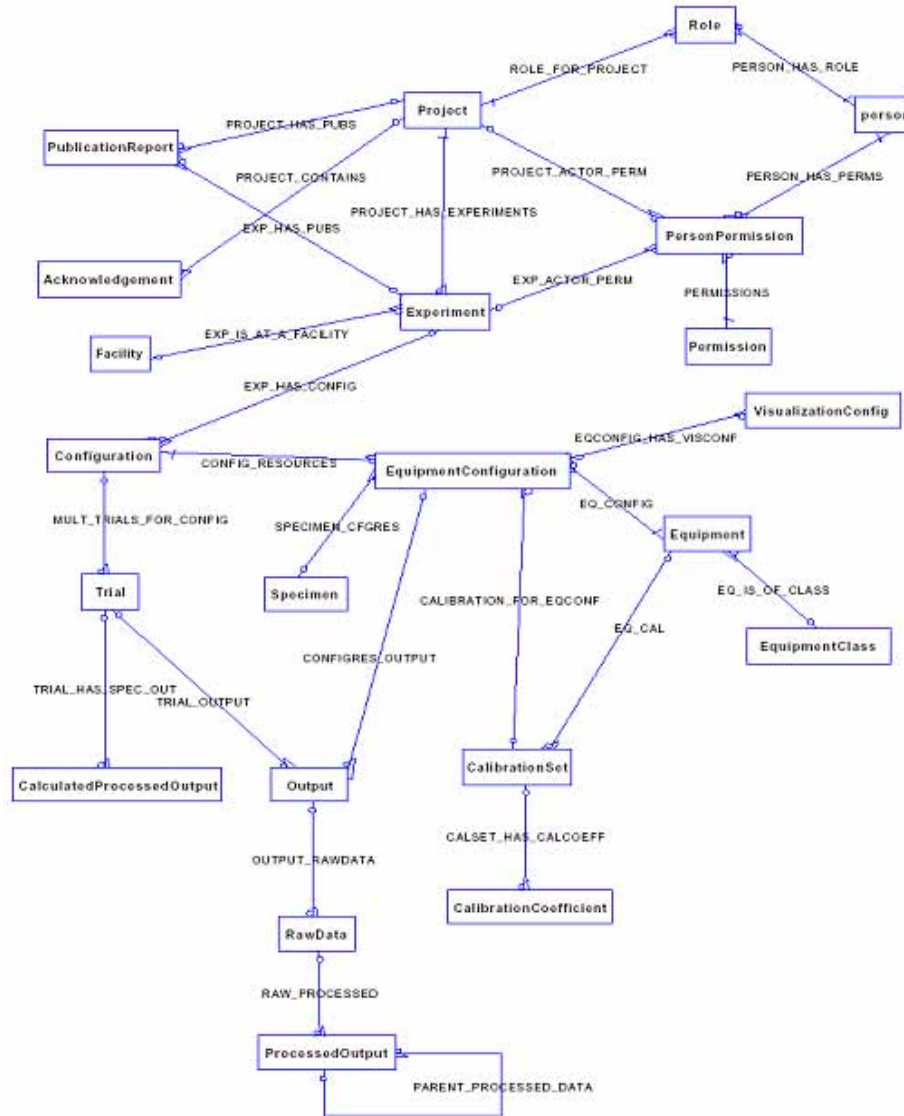 Role
ROLE_FOR_PROJECT
PERSON_HAS_ROLE
Project
person
PROJECT_HAS_PUBS
PublicationReport
PROJECT_CONTAINS
PROJECT_ACTOR_PERM
PERSON_HAS_PERMS
PROJECT_HAS_EXPERIMENTS
EXP_HAS_PUBS
PersonPermission
Acknowledgement
EXP_ACTOR_PERM
PERMISSIONS
Experiment
EXP_IS_AT_A_FACILITY
Facility
Permission
EXP_HAS_CONFIG
VisualizationConfig
EQCONFIG_HAS_VISCONF
Configuration
CONFIG_RESOURCES
EquipmentConfiguration
EQ_CONFIG
MULT_TRIALS_FOR_CONFIG
SPECIMEN_CFGRES
Equipment
Trial
Specimen
CALIBRATION_FOR_EQCONF
EQ_IS_OF_CLASS
EQ_CAL
EquipmentClass
CONFIGRES_OUTPUT
TRIAL_HAS_SPEC_OUT
TRIAL_OUTPUT
CalculatedProcessedOutput
Output
CalibrationSet
CALSET_HAS_CALCOEFF
OUTPUT_RAWDATA
CalibrationCoefficient
RawData
RAW_PROCESSED
ProcessedOutput
PARENT_PROCESSED_DATA